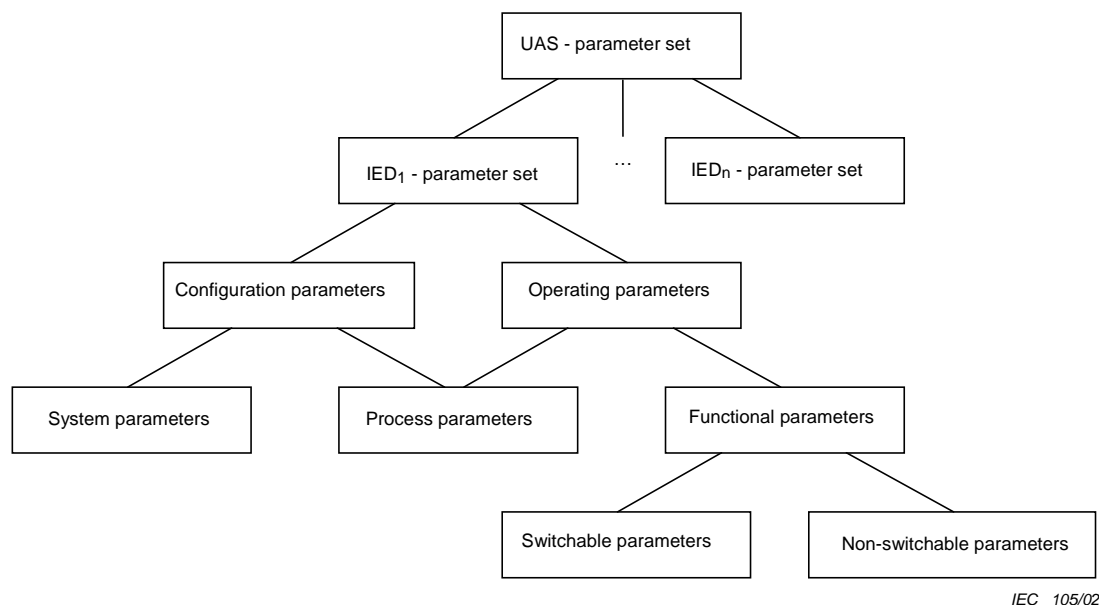 UAS - parameter set
IED1 - parameter set
...
IEDn - parameter set
Configuration parameters
Operating parameters
System parameters
Process parameters
Functional parameters
Switchable parameters
Non-switchable parameters
IEC 105/02